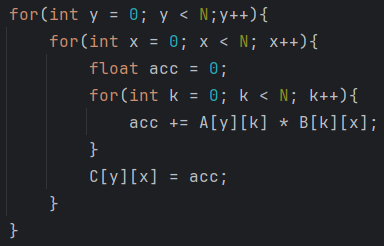 for(int y = 0; y < N;y++){
    for(int x = 0; x < N; x++){
        float acc = 0;
        for(int k = 0; k < N; k++){
            acc += A[y][k] * B[k][x];
        }
        C[y][x] = acc;
    }
}